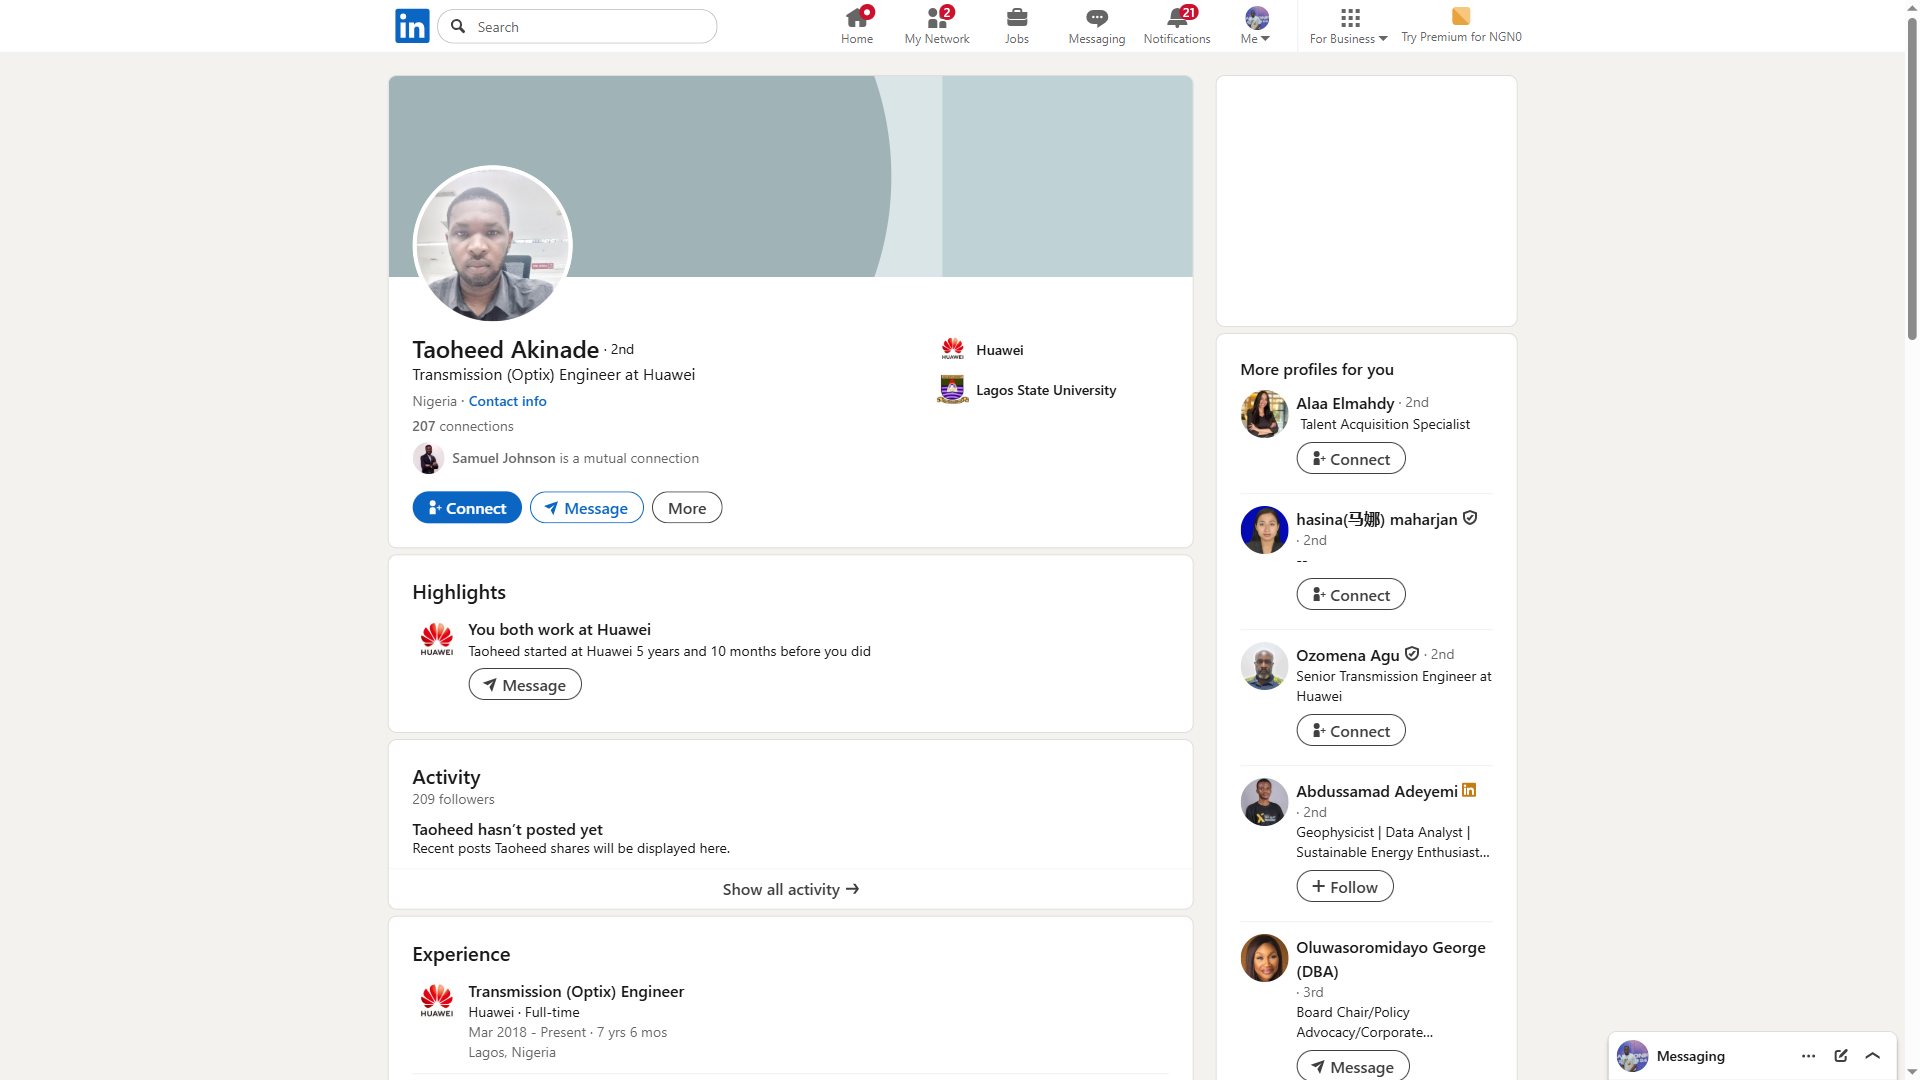 in
Search
Home
2
My Network
Jobs
Messaging
21
Notifications
Me
For Business
Try Premium for NGN0
Taoheed Akinade · 2nd
Transmission (Optix) Engineer at Huawei
Nigeria · Contact info
207 connections
Samuel Johnson is a mutual connection
Connect
Message
More
HUAWEI
Huawei
Lagos State University
Highlights
HUAWEI
You both work at Huawei
Taoheed started at Huawei 5 years and 10 months before you did
Message
Activity
209 followers
Taoheed hasn’t posted yet
Recent posts Taoheed shares will be displayed here.
Show all activity →
Experience
HUAWEI
Transmission (Optix) Engineer
Huawei · Full-time
Mar 2018 - Present · 7 yrs 6 mos
Lagos, Nigeria
More profiles for you
Alaa Elmahdy · 2nd
Talent Acquisition Specialist
Connect
hasina(马娜) maharjan
· 2nd
--
Connect
Ozomena Agu · 2nd
Senior Transmission Engineer at
Huawei
Connect
Abdussamad Adeyemi in
· 2nd
Geophysicist | Data Analyst |
Sustainable Energy Enthusiast...
+ Follow
Oluwasoromidayo George
(DBA)
· 3rd
Board Chair/Policy
Advocacy/Corporate...
Message
Messaging